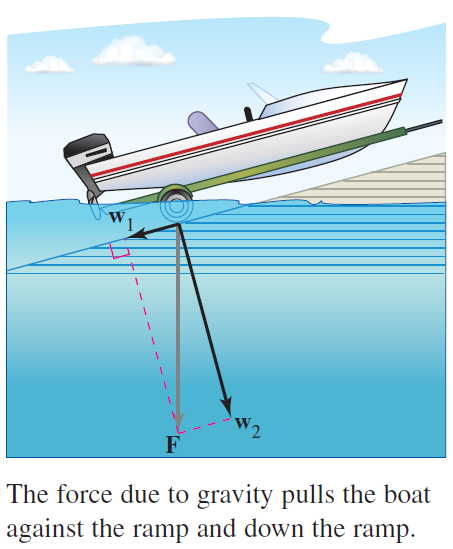 w₁
w₂
F
The force due to gravity pulls the boat
against the ramp and down the ramp.